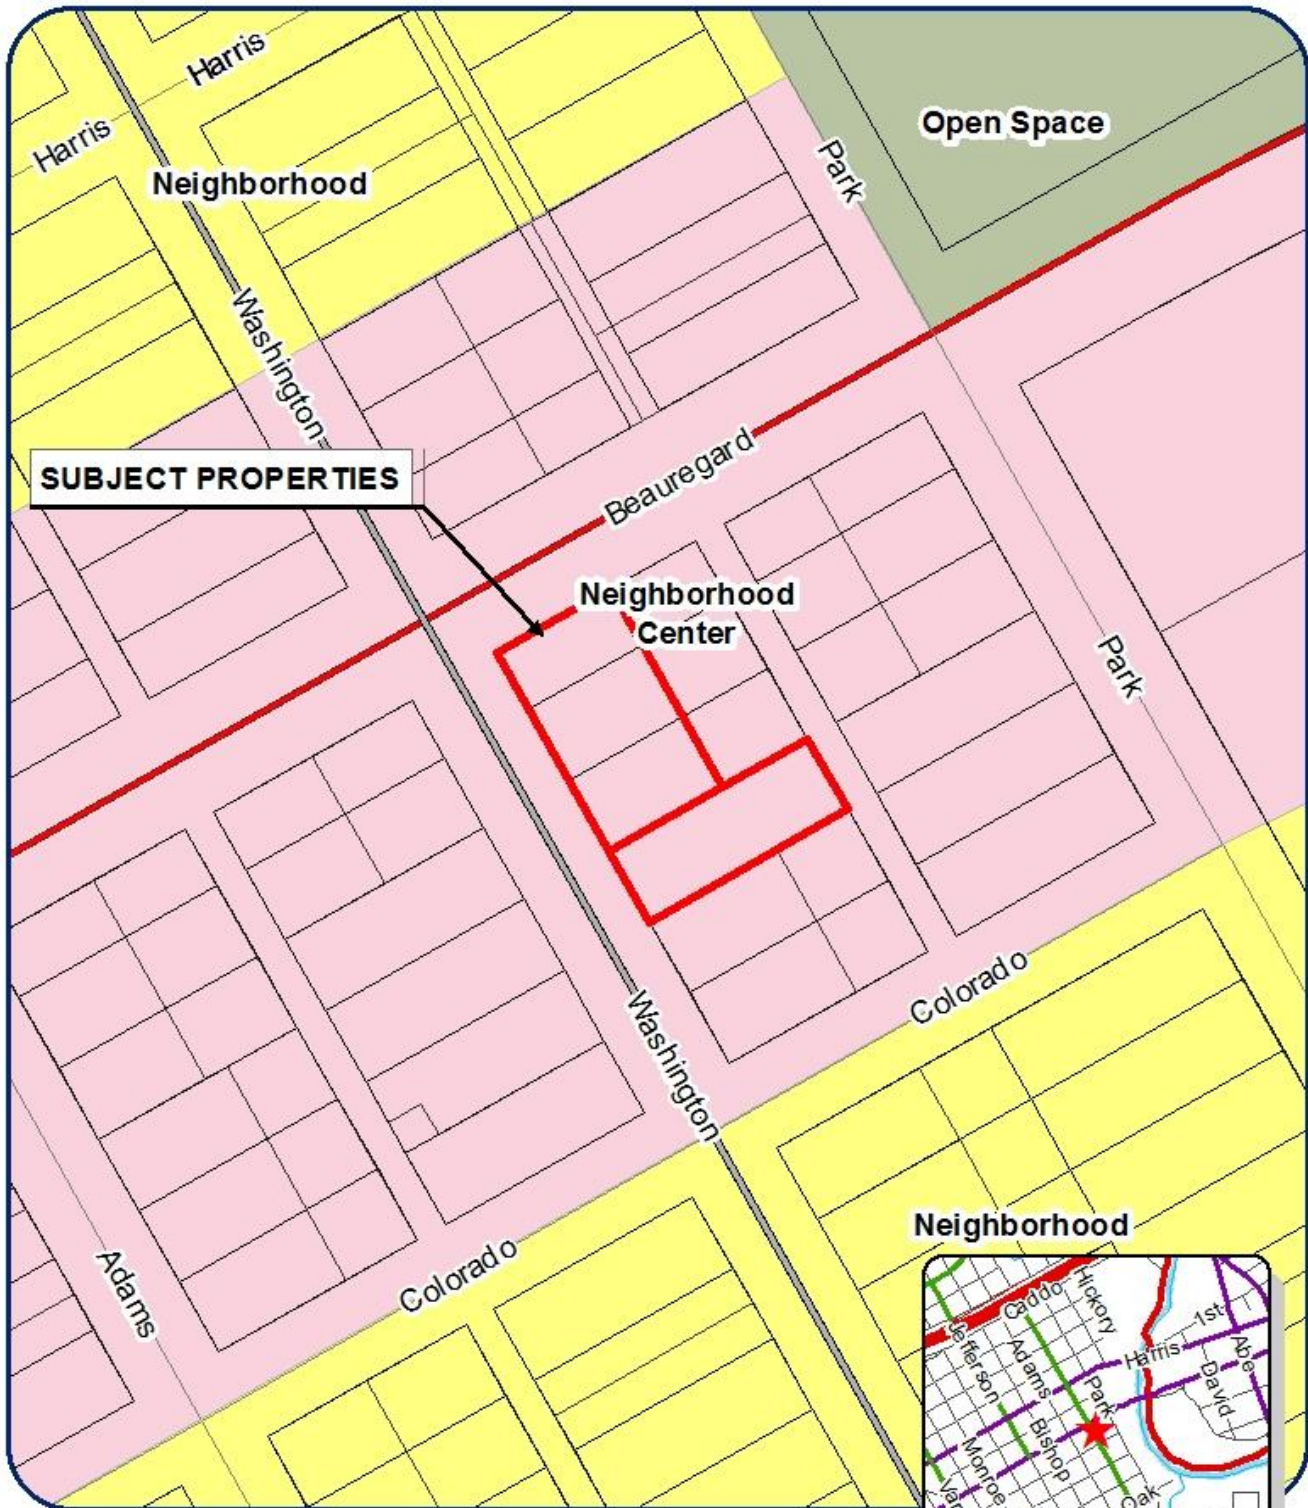 Harris
Open Space
Harris
Park
Neighborhood
Washington
Beauregard
SUBJECT PROPERTIES
Neighborhood
Center
Park
Colorado
Washington
Neighborhood
Colorado
Adams
Caddo
Hickory
1st
Jefferson
Adams
Harris
Abe
Park
David
Bishop
Monroe
Oak